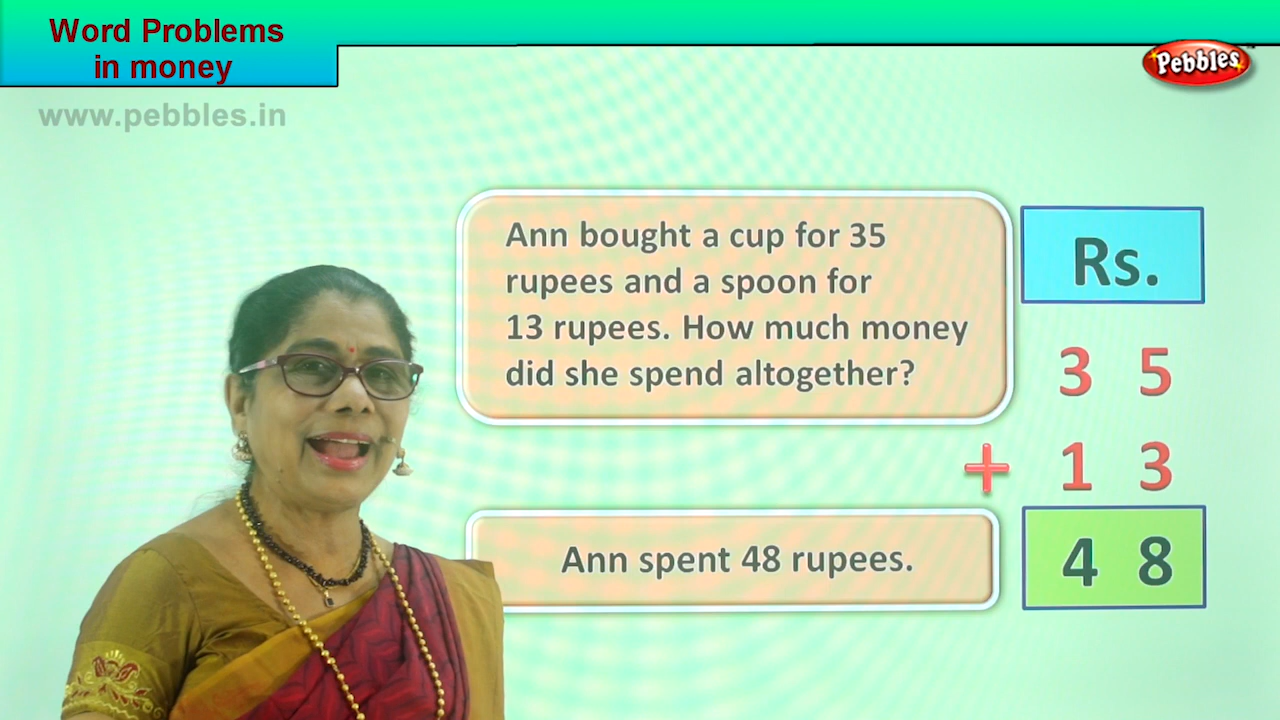 Word Problems
in money
Pebbles
www.pebbles.in
Ann bought a cup for 35
rupees and a spoon for
13 rupees. How much money
did she spend altogether?
Rs.
3 5
+ 1 3
4 8
Ann spent 48 rupees.